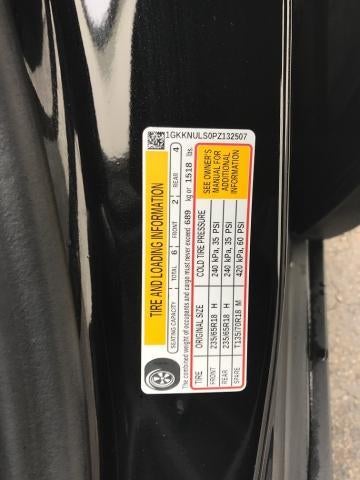 1GKKNULS0PZ132507
TIRE AND LOADING INFORMATION
SEATING CAPACITY TOTAL 6 FRONT 2 REAR 4
The combined weight of occupants and cargo must never exceed 689 kg or 1518 lbs.
TIRE ORIGINAL SIZE COLD TIRE PRESSURE
FRONT 235/65R18 H 240 kPa, 35 PSI
REAR 235/65R18 H 240 kPa, 35 PSI
SPARE T135/70R18 M 420 kPa, 60 PSI
SEE OWNER'S
MANUAL FOR
ADDITIONAL
INFORMATION